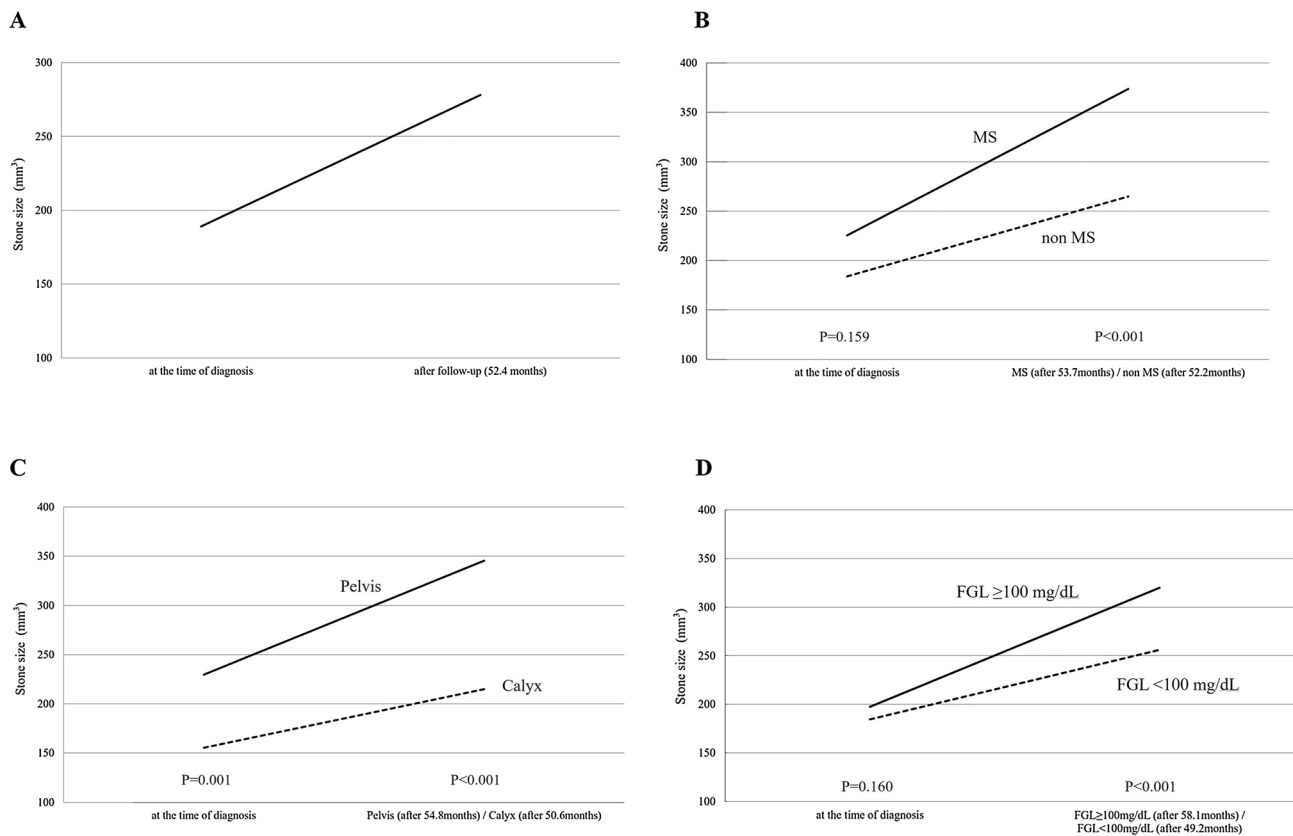 A
300
250
200
150
100
Stone size (mm³)
at the time of diagnosis
after follow-up (52.4 months)
B
400
350
300
250
200
150
100
Stone size (mm³)
MS
non MS
P=0.159
P<0.001
at the time of diagnosis
MS (after 53.7months) / non MS (after 52.2months)
C
400
350
300
250
200
150
100
Stone size (mm³)
Pelvis
Calyx
P=0.001
P<0.001
at the time of diagnosis
Pelvis (after 54.8months) / Calyx (after 50.6months)
D
400
350
300
250
200
150
100
Stone size (mm³)
FGL ≥100 mg/dL
FGL <100 mg/dL
P=0.160
P<0.001
at the time of diagnosis
FGL≥100mg/dL (after 58.1months) /
FGL<100mg/dL (after 49.2months)